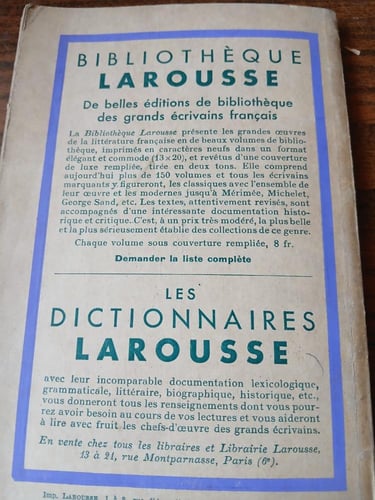 BIBLIOTHÈQUE
LAROUSSE
De belles éditions de bibliothèque
des grands écrivains français
La Bibliothèque Larousse présente les grandes œuvres
de la littérature française en de beaux volumes de biblio-
thèque, imprimés en caractères neufs dans un format
élégant et commode (13×20), et revêtus d'une couverture
de luxe rempliée, tirée en deux tons. Elle comprend
aujourd'hui plus de 150 volumes et tous les écrivains
marquants y figureront, les classiques avec l'ensemble de
leur œuvre et les modernes jusqu'à Mérimée, Michelet,
George Sand, etc. Les textes, attentivement revisés, sont
accompagnés d'une intéressante documentation histo-
rique et critique. C'est, à un prix très modéré, la plus belle
et la plus sérieusement établie des collections de ce genre.
Chaque volume sous couverture rempliée, 8 fr.
Demander la liste complète
LES
DICTIONNAIRES
LAROUSSE
avec leur incomparable documentation lexicologique,
grammaticale, littéraire, biographique, historique, etc.,
vous donneront tous les renseignements dont vous pour-
rez avoir besoin au cours de vos lectures et vous aideront
à lire avec fruit les chefs-d'œuvre des grands écrivains.
En vente chez tous les libraires et Librairie Larousse,
13 à 21, rue Montparnasse, Paris (6e).
IMP. LAROUSSE